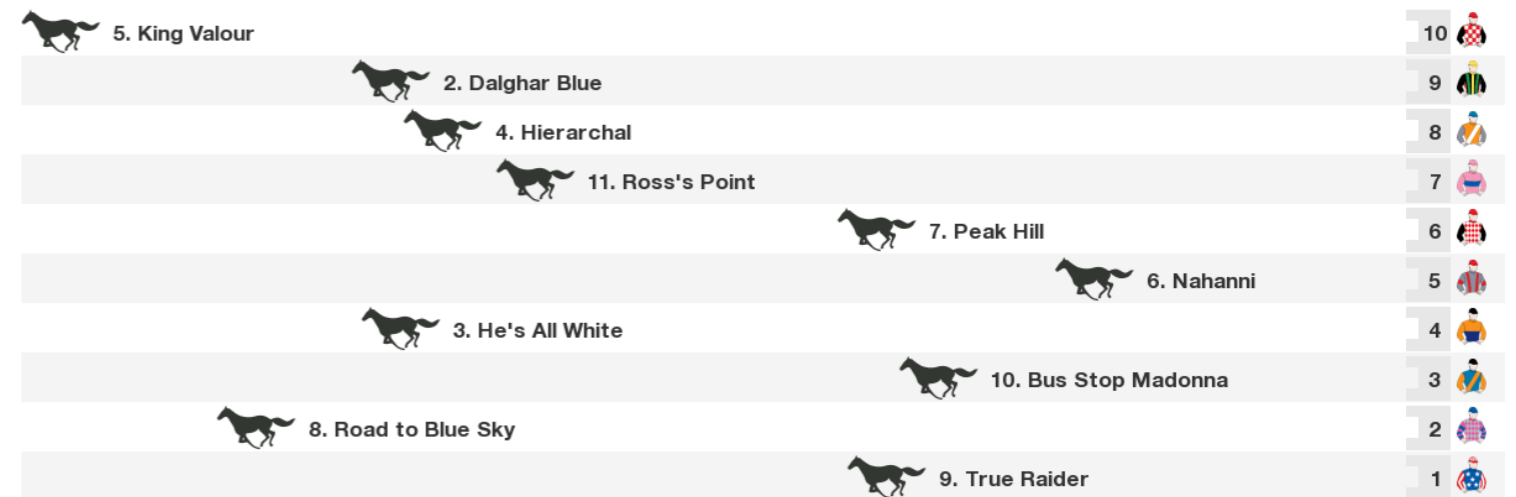 5. King Valour 10
2. Dalghar Blue 9
4. Hierarchal 8
11. Ross's Point 7
7. Peak Hill 6
6. Nahanni 5
3. He's All White 4
10. Bus Stop Madonna 3
8. Road to Blue Sky 2
9. True Raider 1